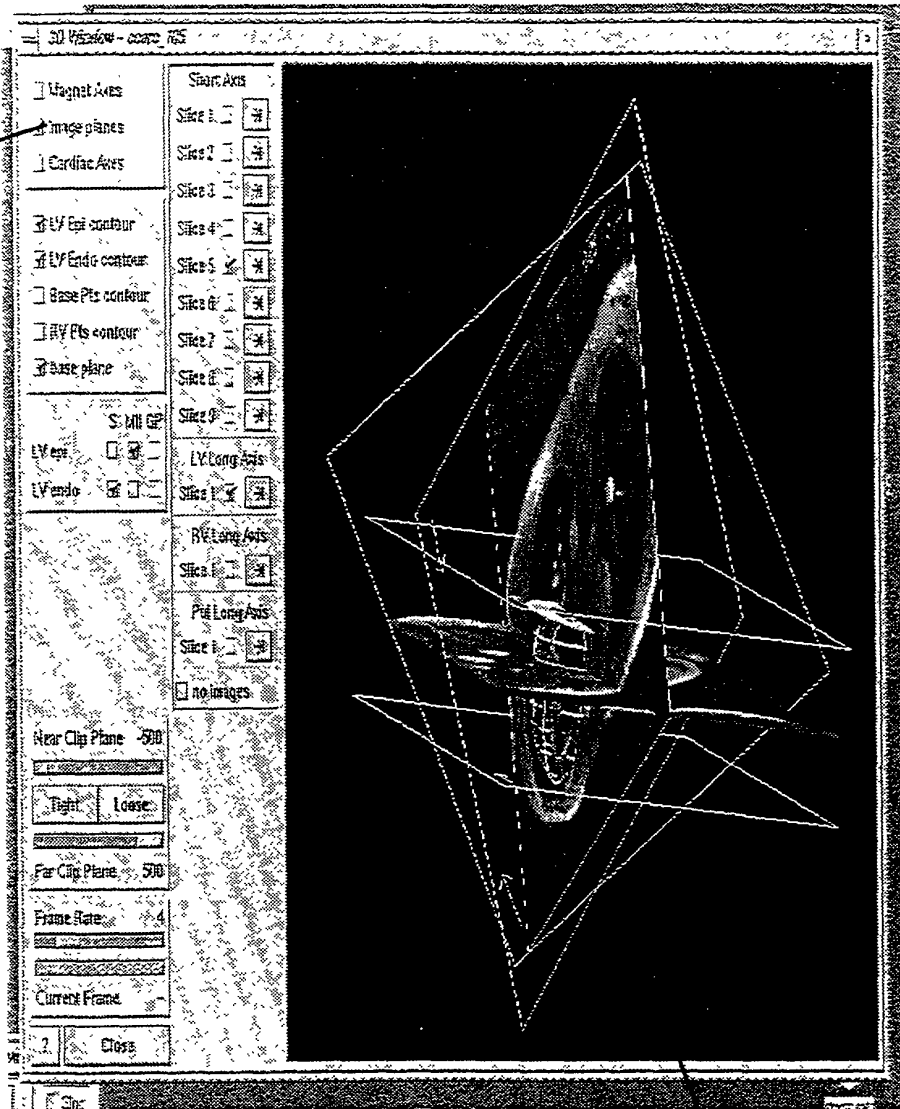 3D Window -
Magnet Axes
Image planes
Cardiac Axes
LV Epi contour
LV Endo contour
Base Pts contour
RV Pts contour
base plane
S MII GP
LV epi
LV endo
Near Clip Plane -500
Tight Loose
Far Clip Plane 500
Frame Rate 4
Current Frame -
? Close
Short Axis
Slice 1
Slice 2
Slice 3
Slice 4
Slice 5
Slice 6
Slice 7
Slice 8
Slice 9
LV Long Axis
Slice 1
RV Long Axis
Slice 1
Pul Long Axis
Slice 1
no images